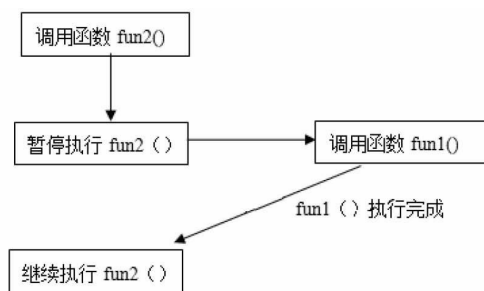 调用函数 fun2()
暂停执行 fun2（）
调用函数 fun1()
fun1（）执行完成
继续执行 fun2（）